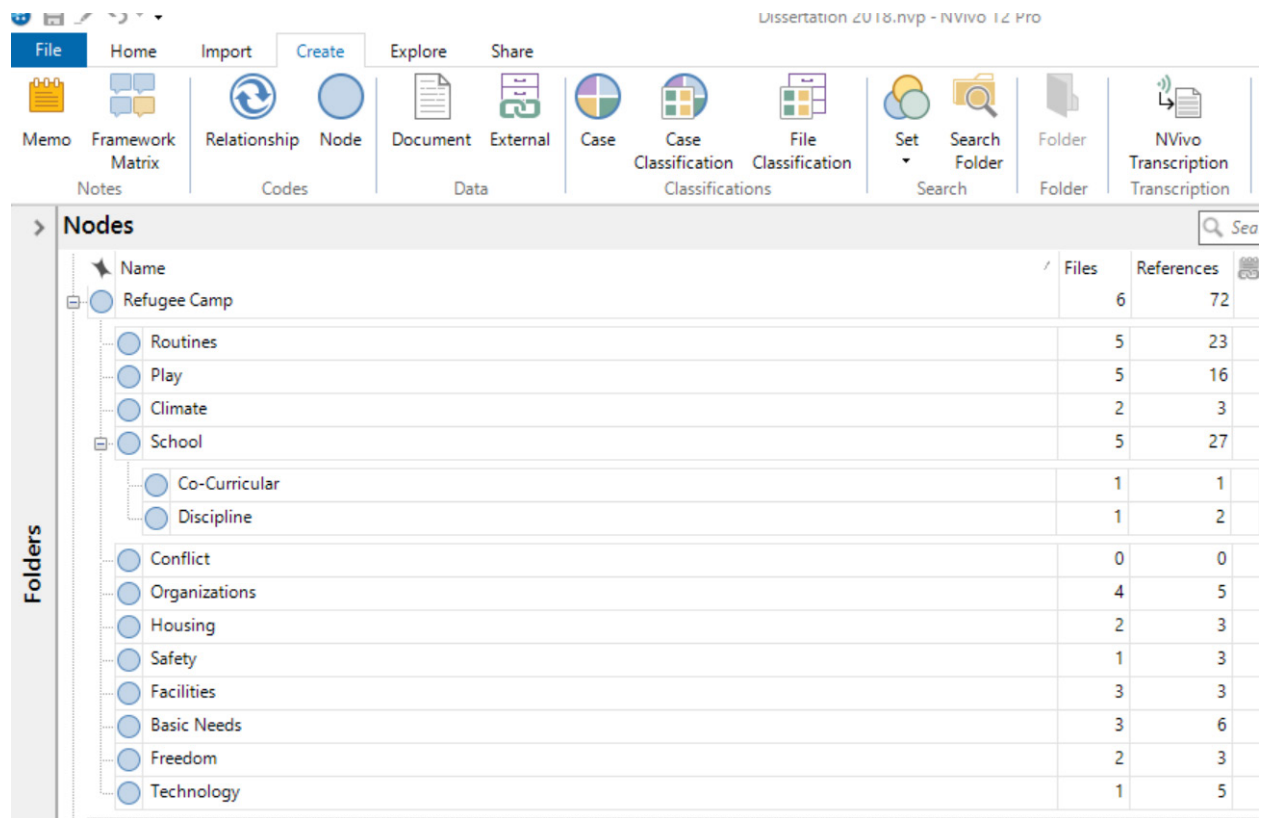 Dissertation 2018.nvp - NVivo 12 Pro
File Home Import Create Explore Share
Memo Framework Matrix Relationship Node Document External Case Case Classification File Classification Set Search Folder Folder NVivo Transcription
Notes Codes Data Classifications Search Folder Transcription
Nodes Sea
Name Files References
Refugee Camp 6 72
Routines 5 23
Play 5 16
Climate 2 3
School 5 27
Co-Curricular 1 1
Discipline 1 2
Conflict 0 0
Organizations 4 5
Housing 2 3
Safety 1 3
Facilities 3 3
Basic Needs 3 6
Freedom 2 3
Technology 1 5
Folders